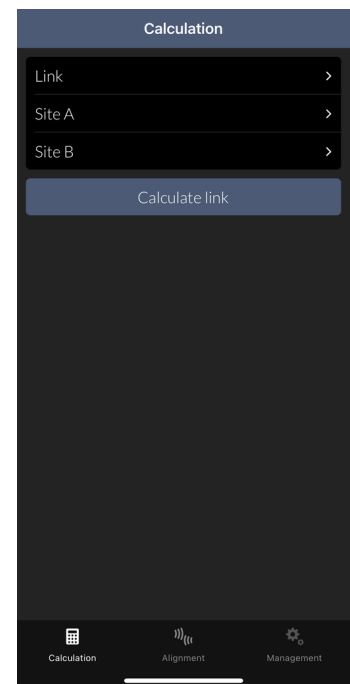 Calculation
Link
Site A
Site B
Calculate link
Calculation Alignment Management